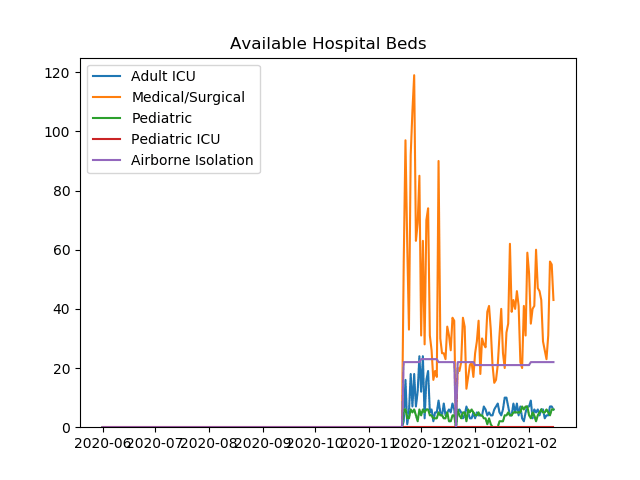 Available Hospital Beds
120
100
80
60
40
20
0
Adult ICU
Medical/Surgical
Pediatric
Pediatric ICU
Airborne Isolation
2020-06 2020-07 2020-08 2020-09 2020-10 2020-11 2020-12 2021-01 2021-02